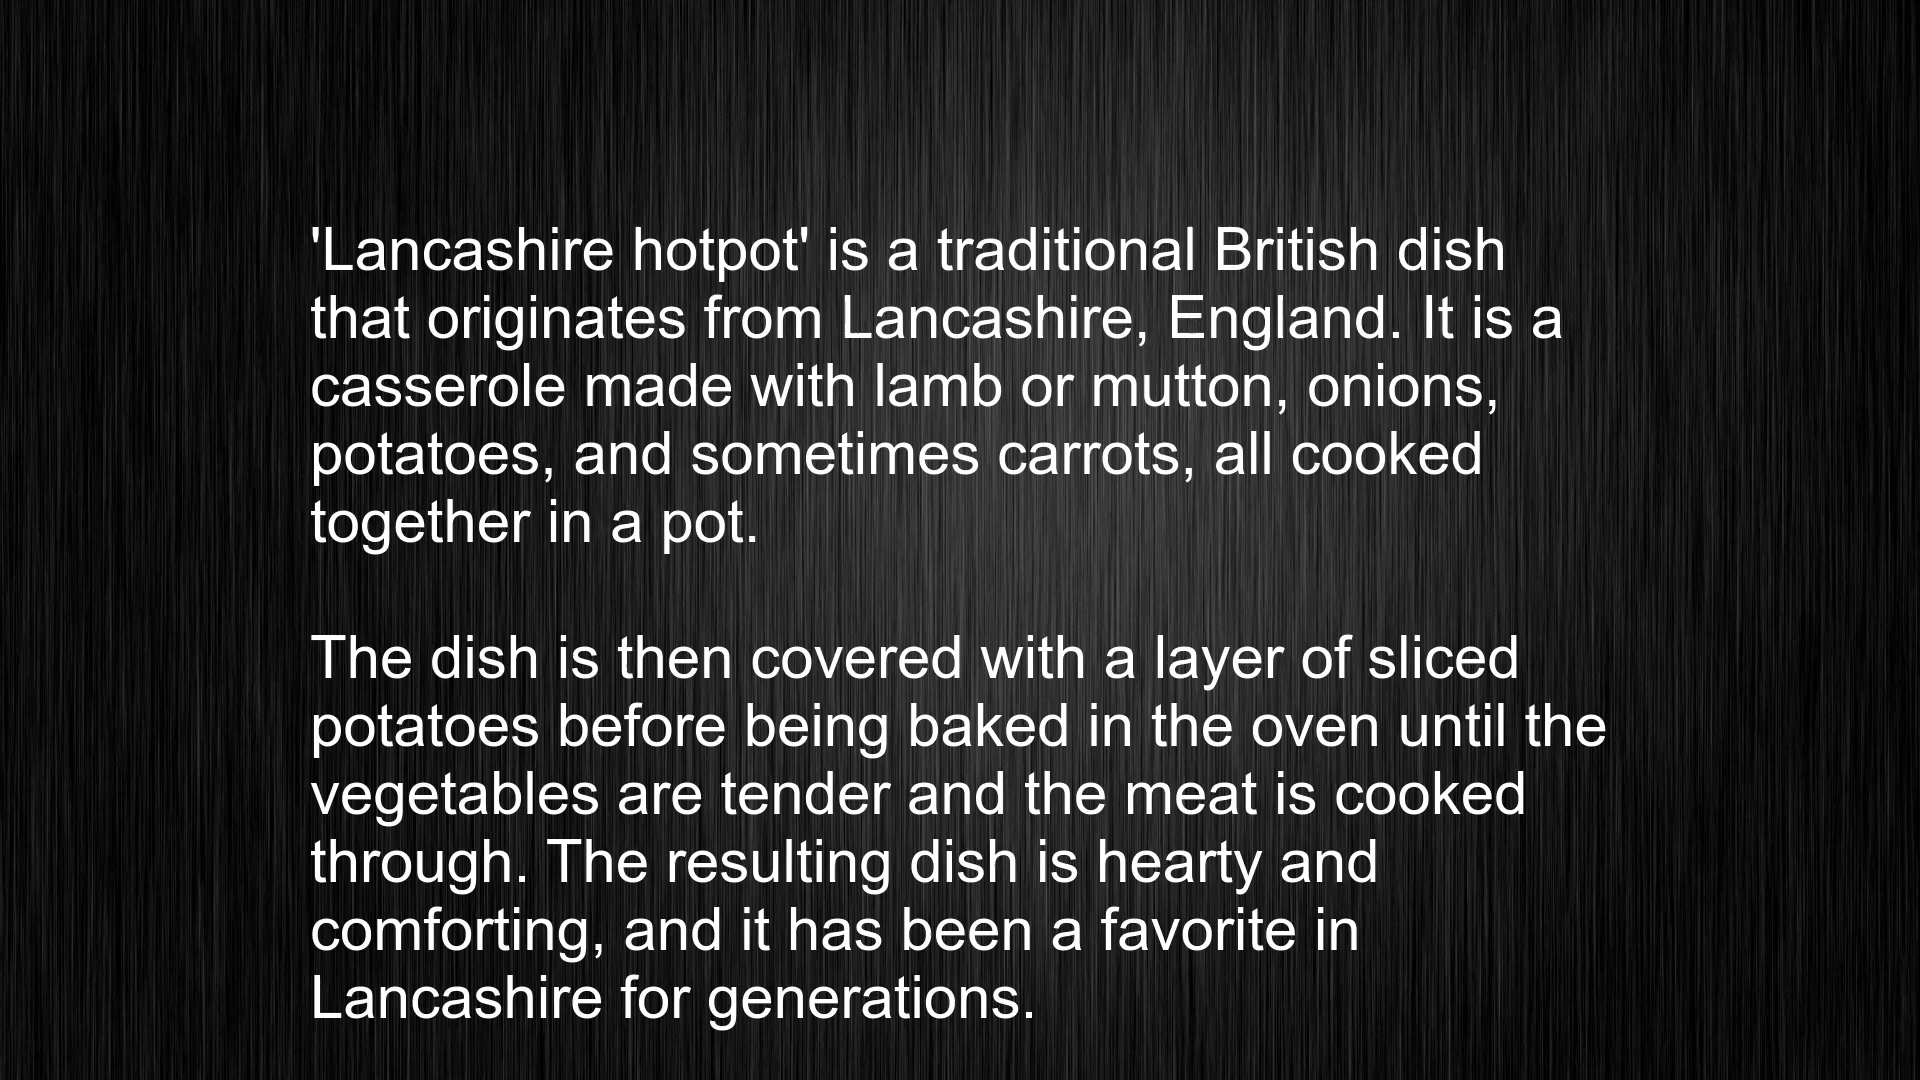 'Lancashire hotpot' is a traditional British dish
that originates from Lancashire, England. It is a
casserole made with lamb or mutton, onions,
potatoes, and sometimes carrots, all cooked
together in a pot.
The dish is then covered with a layer of sliced
potatoes before being baked in the oven until the
vegetables are tender and the meat is cooked
through. The resulting dish is hearty and
comforting, and it has been a favorite in
Lancashire for generations.